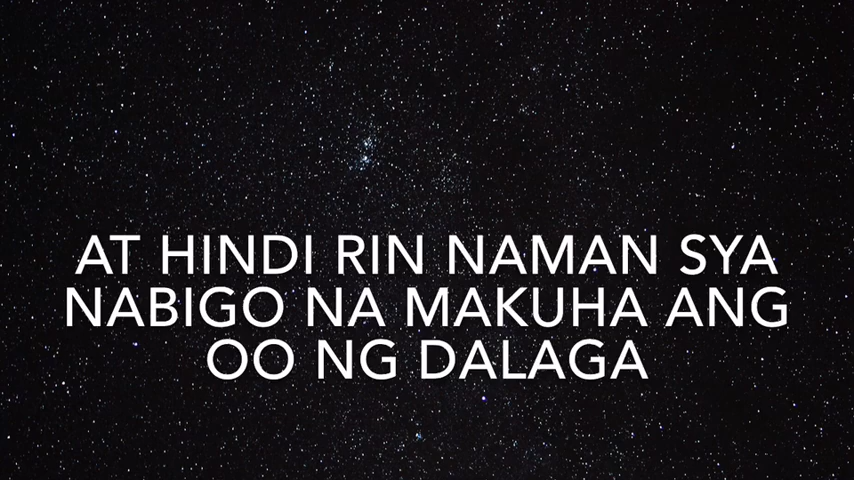 AT HINDI RIN NAMAN SYA
NABIGO NA MAKUHA ANG
OO NG DALAGA